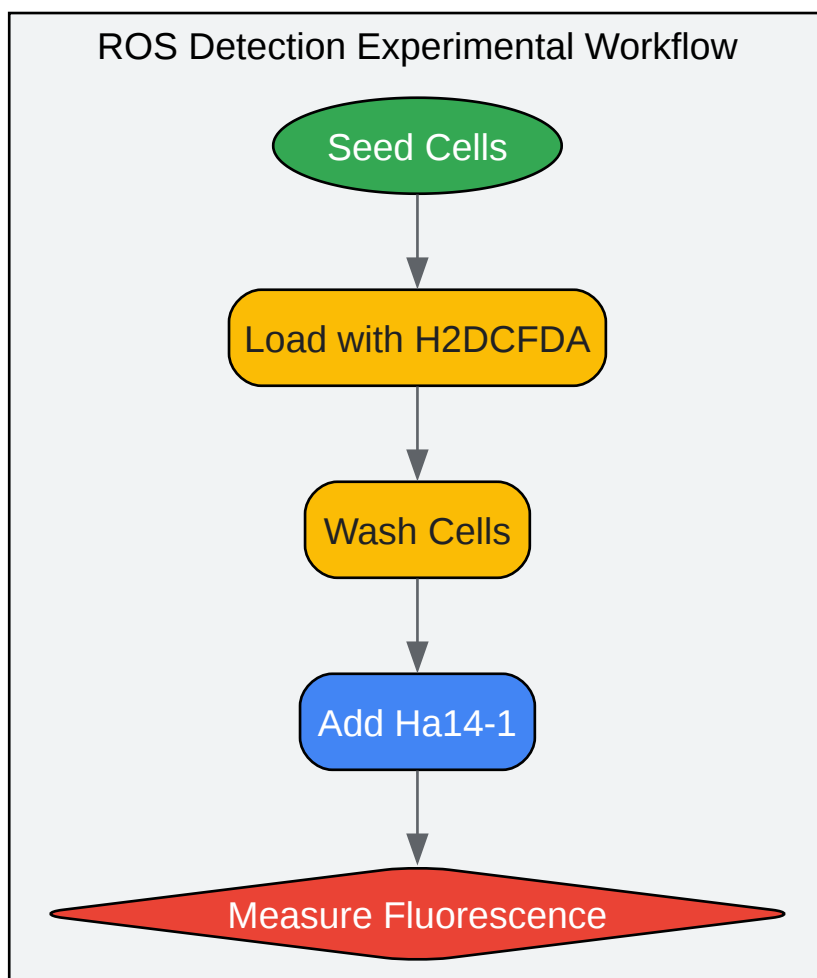 ROS Detection Experimental Workflow
Seed Cells
Load with H2DCFDA
Wash Cells
Add Ha14-1
Measure Fluorescence